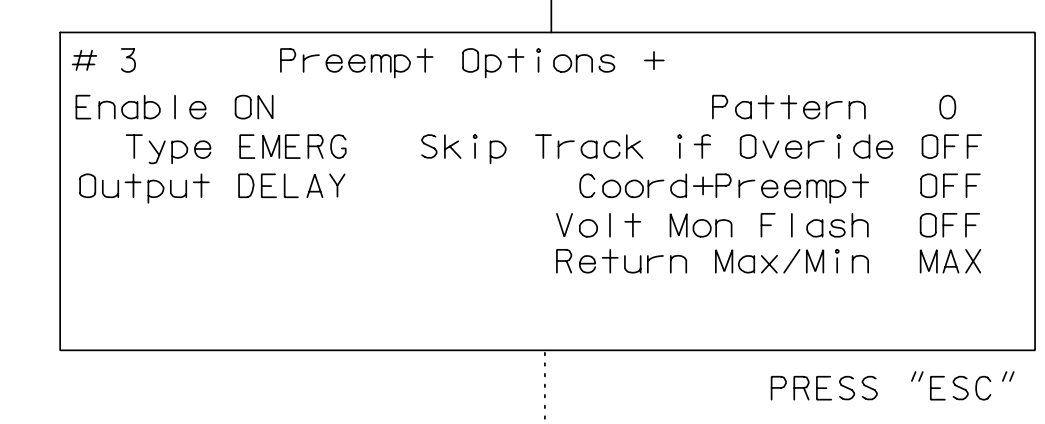 # 3 Preempt Options +
Enable ON Pattern 0
Type EMERG Skip Track if Overide OFF
Output DELAY Coord+Preempt OFF
Volt Mon Flash OFF
Return Max/Min MAX
PRESS "ESC"